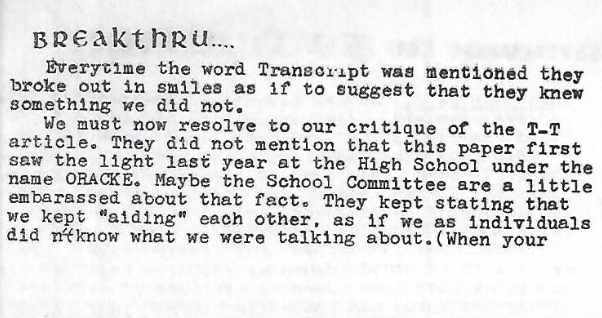 BREAKTHRU....
Everytime the word Transcript was mentioned they
broke out in smiles as if to suggest that they knew
something we did not.
We must now resolve to our critique of the T-T
article. They did not mention that this paper first
saw the light last year at the High School under the
name ORACKE. Maybe the School Committee are a little
embarassed about that fact. They kept stating that
we kept "aiding" each other, as if we as individuals
did n't know what we were talking about.(When your